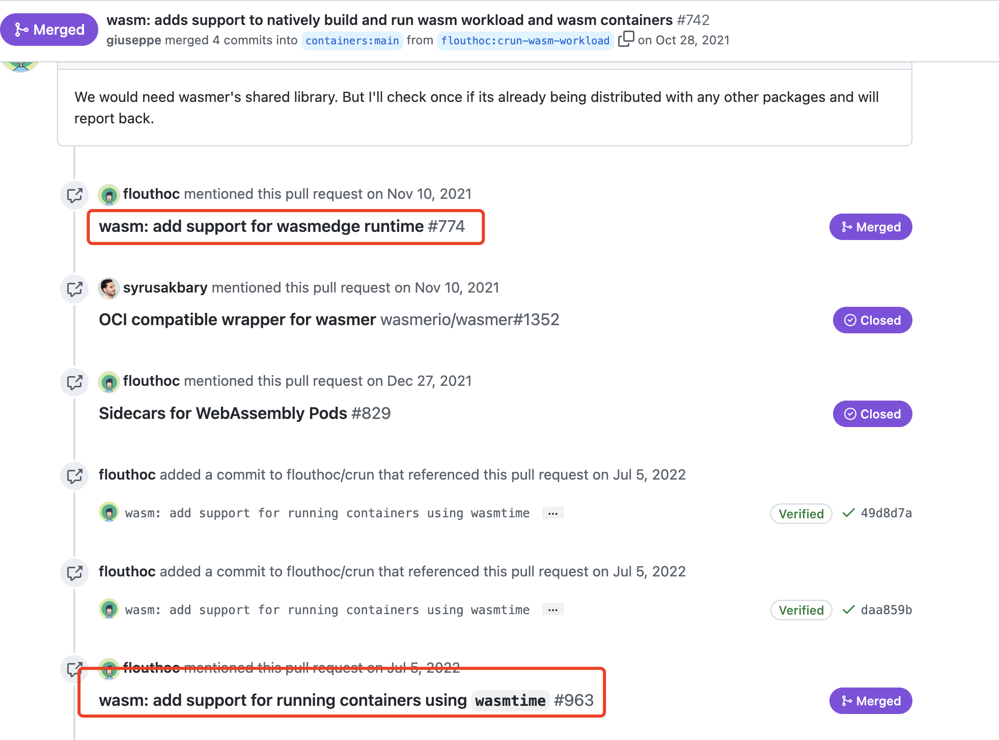 Merged
wasm: adds support to natively build and run wasm workload and wasm containers #742
giuseppe merged 4 commits into containers:main from flouthoc:crun-wasm-workload on Oct 28, 2021
We would need wasmer's shared library. But I'll check once if its already being distributed with any other packages and will
report back.
flouthoc mentioned this pull request on Nov 10, 2021
wasm: add support for wasmedge runtime #774
Merged
syrusakbary mentioned this pull request on Nov 10, 2021
OCI compatible wrapper for wasmer wasmerio/wasmer#1352
Closed
flouthoc mentioned this pull request on Dec 27, 2021
Sidecars for WebAssembly Pods #829
Closed
flouthoc added a commit to flouthoc/crun that referenced this pull request on Jul 5, 2022
wasm: add support for running containers using wasmtime ...
Verified 49d8d7a
flouthoc added a commit to flouthoc/crun that referenced this pull request on Jul 5, 2022
wasm: add support for running containers using wasmtime ...
Verified daa859b
flouthoc mentioned this pull request on Jul 5, 2022
wasm: add support for running containers using wasmtime #963
Merged